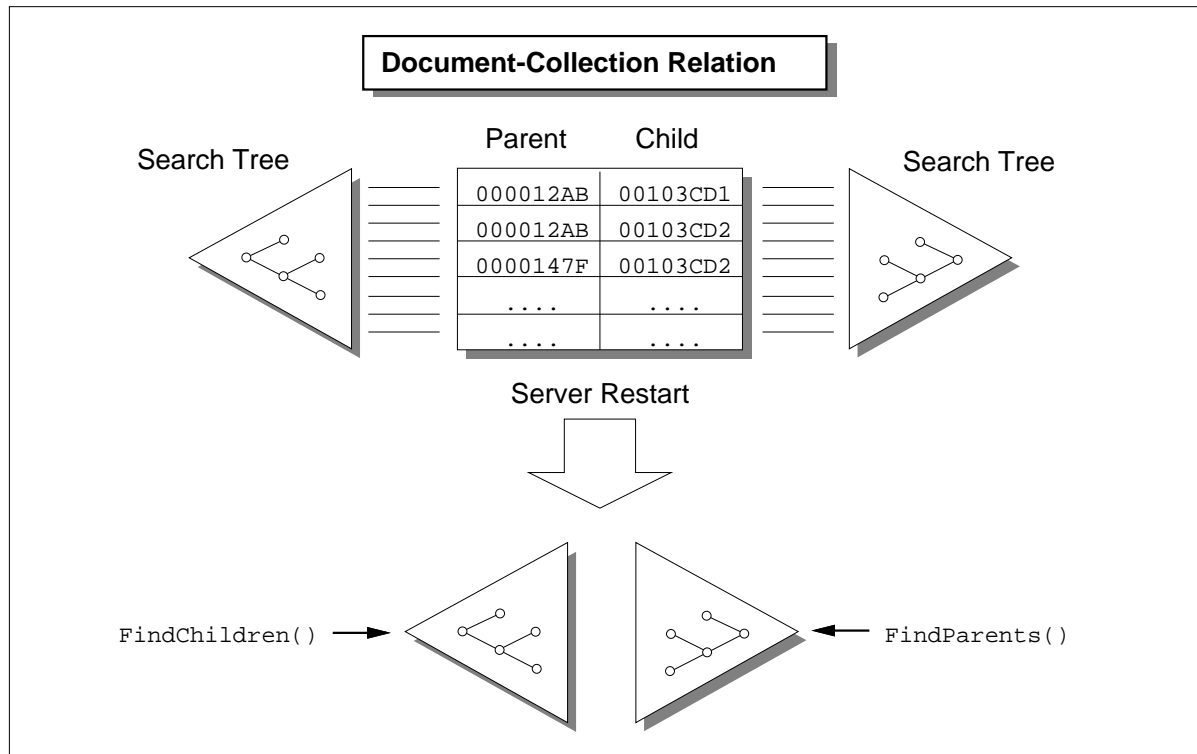 Document-Collection Relation
Parent Child
Search Tree
Search Tree
000012AB 00103CD1
000012AB 00103CD2
0000147F 00103CD2
.... ....
.... ....
Server Restart
FindChildren()
FindParents()